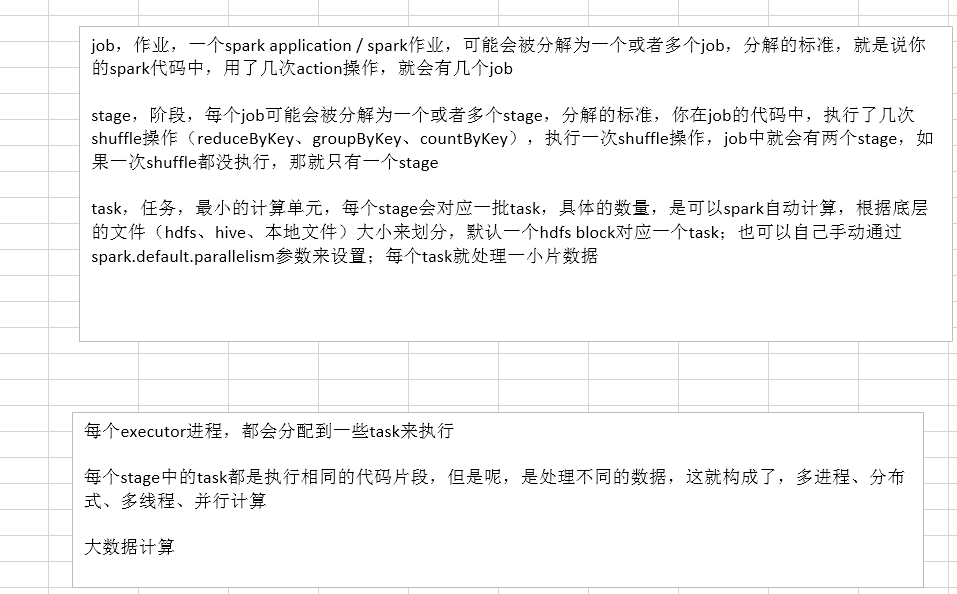 job，作业，一个spark application / spark作业，可能会被分解为一个或者多个job，分解的标准，就是说你
的spark代码中，用了几次action操作，就会有几个job
stage，阶段，每个job可能会被分解为一个或者多个stage，分解的标准，你在job的代码中，执行了几次
shuffle操作（reduceByKey、groupByKey、countByKey），执行一次shuffle操作，job中就会有两个stage，如
果一次shuffle都没执行，那就只有一个stage
task，任务，最小的计算单元，每个stage会对应一批task，具体的数量，是可以spark自动计算，根据底层
的文件（hdfs、hive、本地文件）大小来划分，默认一个hdfs block对应一个task；也可以自己手动通过
spark.default.parallelism参数来设置；每个task就处理一小片数据
每个executor进程，都会分配到一些task来执行
每个stage中的task都是执行相同的代码片段，但是呢，是处理不同的数据，这就构成了，多进程、分布
式、多线程、并行计算
大数据计算